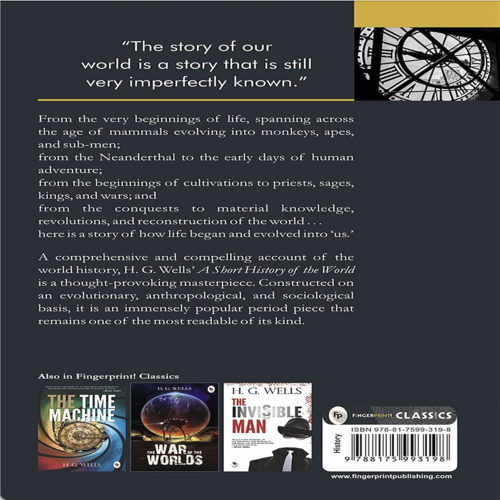 “The story of our
world is a story that is still
very imperfectly known.”
From the very beginnings of life, spanning across
the age of mammals evolving into monkeys, apes,
and sub-men;
from the Neanderthal to the early days of human
adventure;
from the beginnings of cultivations to priests, sages,
kings, and wars; and
from the conquests to material knowledge,
revolutions, and reconstruction of the world . . .
here is a story of how life began and evolved into ‘us.’
A comprehensive and compelling account of the
world history, H. G. Wells’ A Short History of the World
is a thought-provoking masterpiece. Constructed on
an evolutionary, anthropological, and sociological
basis, it is an immensely popular period piece that
remains one of the most readable of its kind.
Also in Fingerprint! Classics
THE TIME
MACHINE
H. G. WELLS
H. G. WELLS
THE WAR OF THE
WORLDS
H. G. WELLS
THE
INVISIBLE
MAN
Fp FINGERPRINT! CLASSICS
ISBN 978-81-7599-319-8
History
9 788175 993198
www.fingerprintpublishing.com